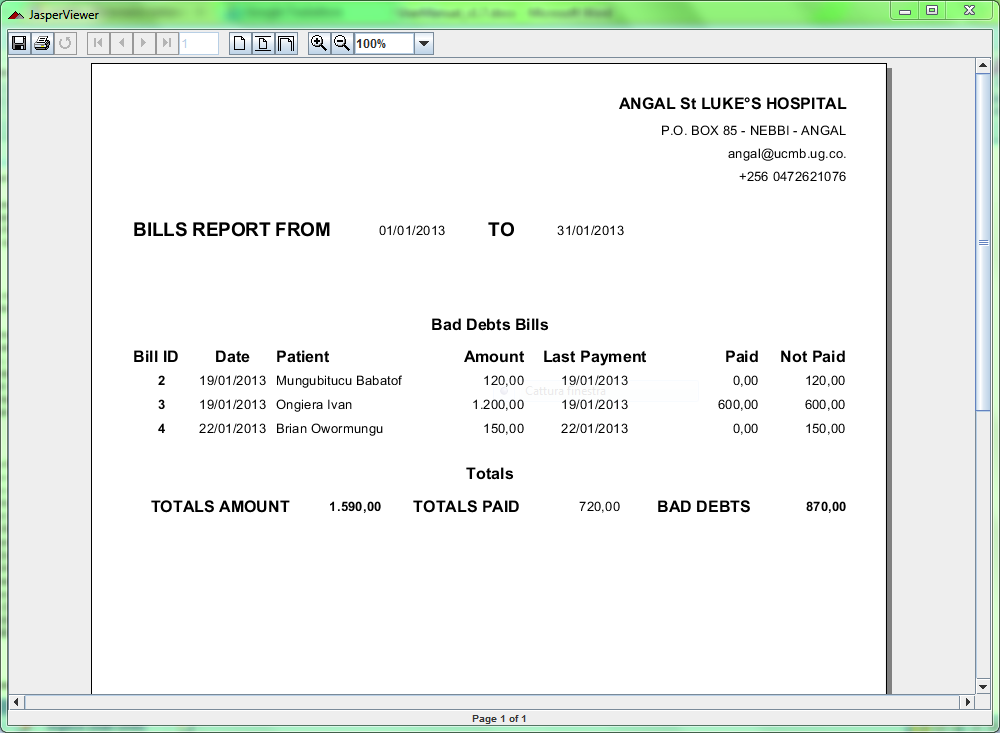 JasperViewer
1
100%
ANGAL St LUKE°S HOSPITAL
P.O. BOX 85 - NEBBI - ANGAL
angal@ucmb.ug.co.
+256 0472621076
BILLS REPORT FROM 01/01/2013 TO 31/01/2013
Bad Debts Bills
Bill ID Date Patient Amount Last Payment Paid Not Paid
2 19/01/2013 Mungubitucu Babatof 120,00 19/01/2013 0,00 120,00
Cattura finestra
3 19/01/2013 Ongiera Ivan 1.200,00 19/01/2013 600,00 600,00
4 22/01/2013 Brian Owormungu 150,00 22/01/2013 0,00 150,00
Totals
TOTALS AMOUNT 1.590,00 TOTALS PAID 720,00 BAD DEBTS 870,00
Page 1 of 1